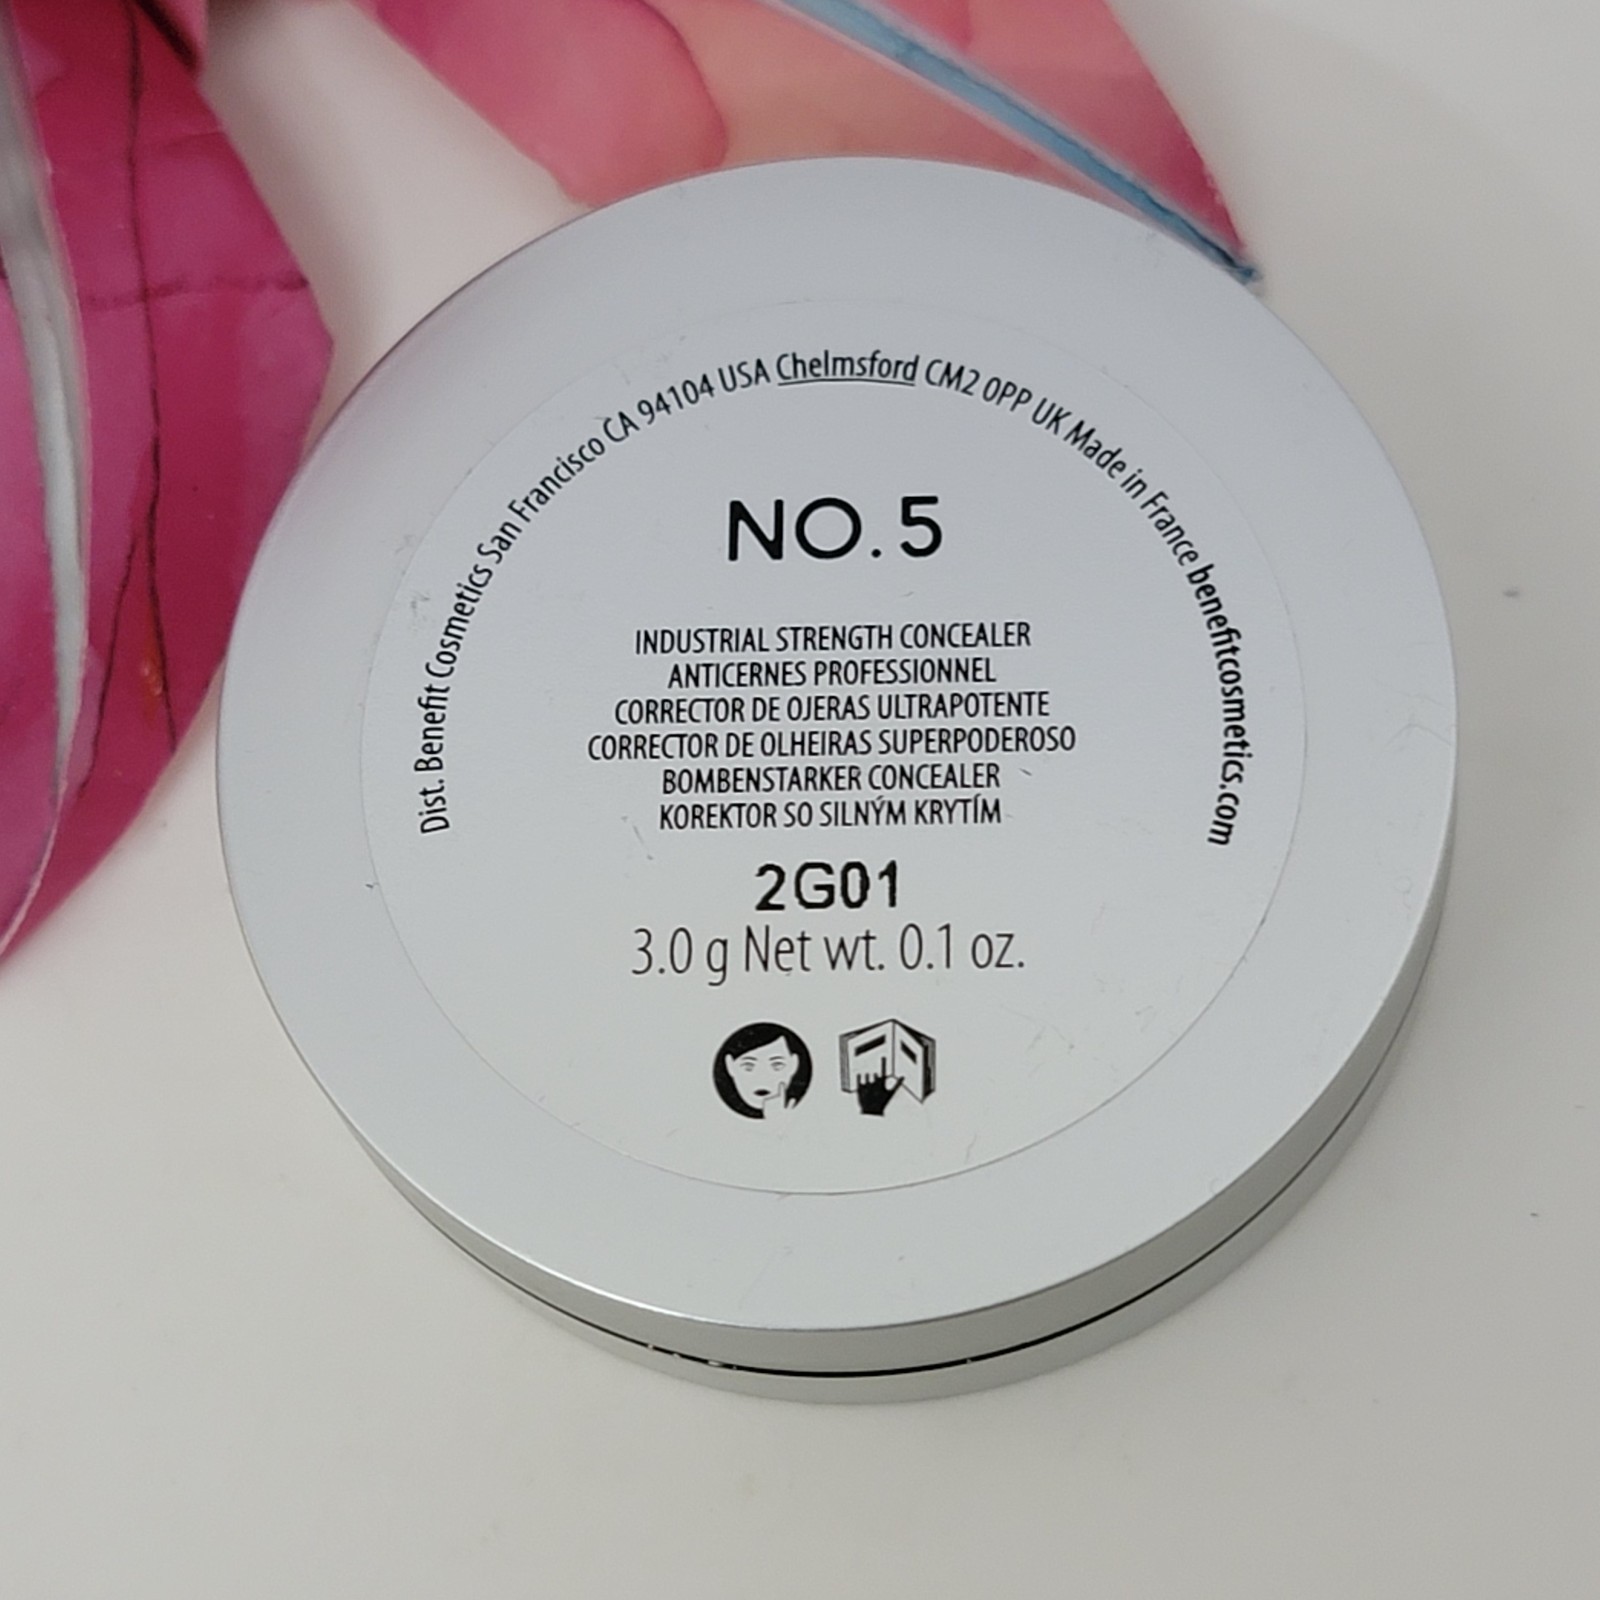 Dist. Benefit Cosmetics San Francisco CA 94104 USA Chelmsford CM2 0PP UK Made in France benefitcosmetics.com
NO. 5
INDUSTRIAL STRENGTH CONCEALER
ANTICERNES PROFESSIONNEL
CORRECTOR DE OJERAS ULTRAPOTENTE
CORRECTOR DE OLHEIRAS SUPERPODEROSO
BOMBENSTARKER CONCEALER
KOREKTOR SO SILNÝM KRYTÍM
2G01
3.0 g Net wt. 0.1 oz.